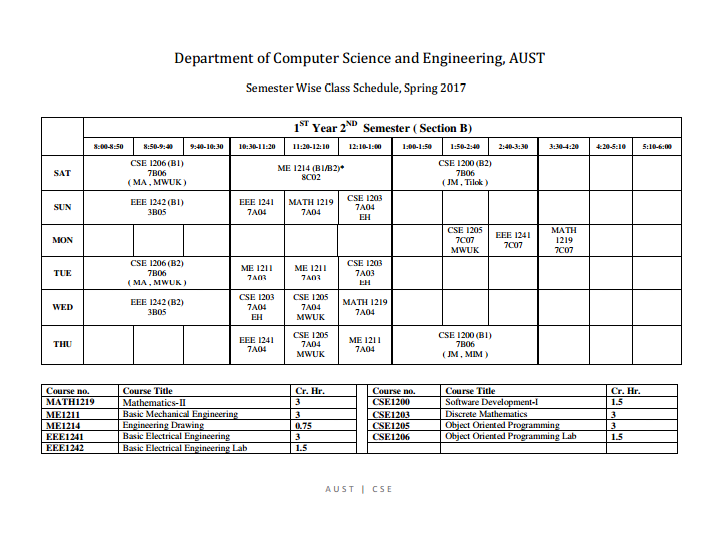 Department of Computer Science and Engineering, AUST
Semester Wise Class Schedule, Spring 2017
1ST Year 2ND Semester ( Section B)
8:00-8:50 8:50-9:40 9:40-10:30 10:30-11:20 11:20-12:10 12:10-1:00 1:00-1:50 1:50-2:40 2:40-3:30 3:30-4:20 4:20-5:10 5:10-6:00
SAT
CSE 1206 (B1)
7B06
( MA , MWUK )
ME 1214 (B1/B2)*
8C02
CSE 1200 (B2)
7B06
( JM , Tilok )
SUN
EEE 1242 (B1)
3B05
EEE 1241
7A04
MATH 1219
7A04
CSE 1203
7A04
EH
MON
CSE 1205
7C07
MWUK
EEE 1241
7C07
MATH
1219
7C07
TUE
CSE 1206 (B2)
7B06
( MA , MWUK )
ME 1211
7A03
ME 1211
7A03
CSE 1203
7A03
EH
WED
EEE 1242 (B2)
3B05
CSE 1203
7A04
EH
CSE 1205
7A04
MWUK
MATH 1219
7A04
THU
EEE 1241
7A04
CSE 1205
7A04
MWUK
ME 1211
7A04
CSE 1200 (B1)
7B06
( JM , MIM )
Course no. Course Title Cr. Hr. Course no. Course Title Cr. Hr.
MATH1219 Mathematics-II 3 CSE1200 Software Development-I 1.5
ME1211 Basic Mechanical Engineering 3 CSE1203 Discrete Mathematics 3
ME1214 Engineering Drawing 0.75 CSE1205 Object Oriented Programming 3
EEE1241 Basic Electrical Engineering 3 CSE1206 Object Oriented Programming Lab 1.5
EEE1242 Basic Electrical Engineering Lab 1.5
AUST | CSE